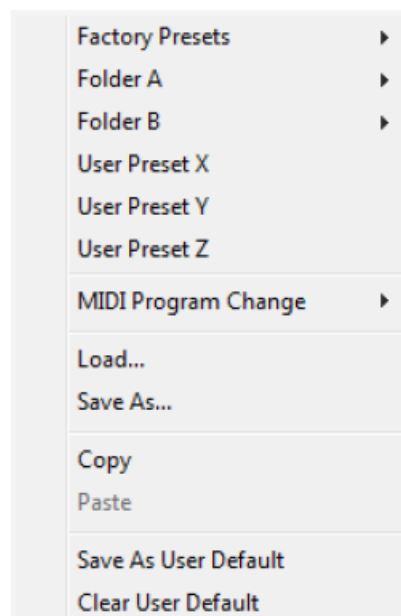 Factory Presets
Folder A
Folder B
User Preset X
User Preset Y
User Preset Z
MIDI Program Change
Load...
Save As...
Copy
Paste
Save As User Default
Clear User Default